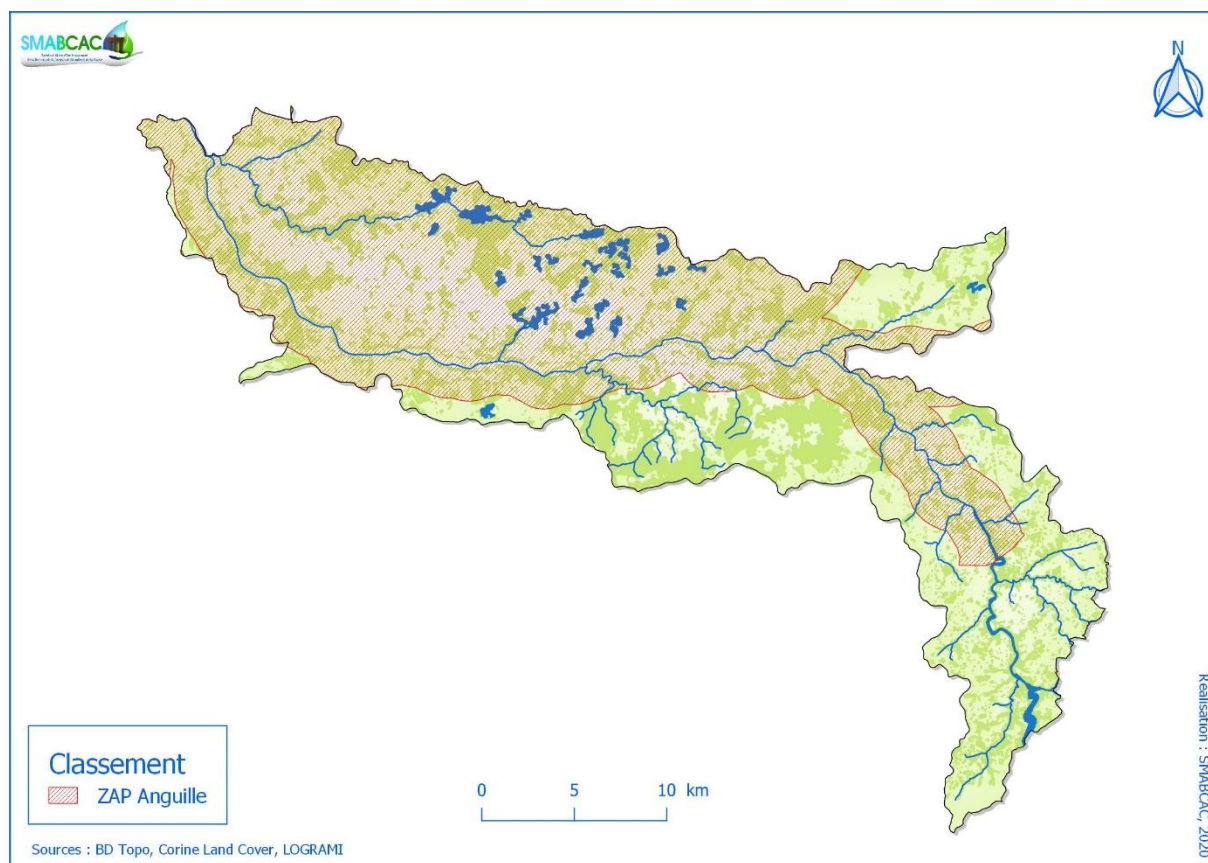 SMABCAC
N
Classement
ZAP Anguille
0 5 10 km
Sources : BD Topo, Corine Land Cover, LOGRAMI
Réalisation : SMABCAC, 2020